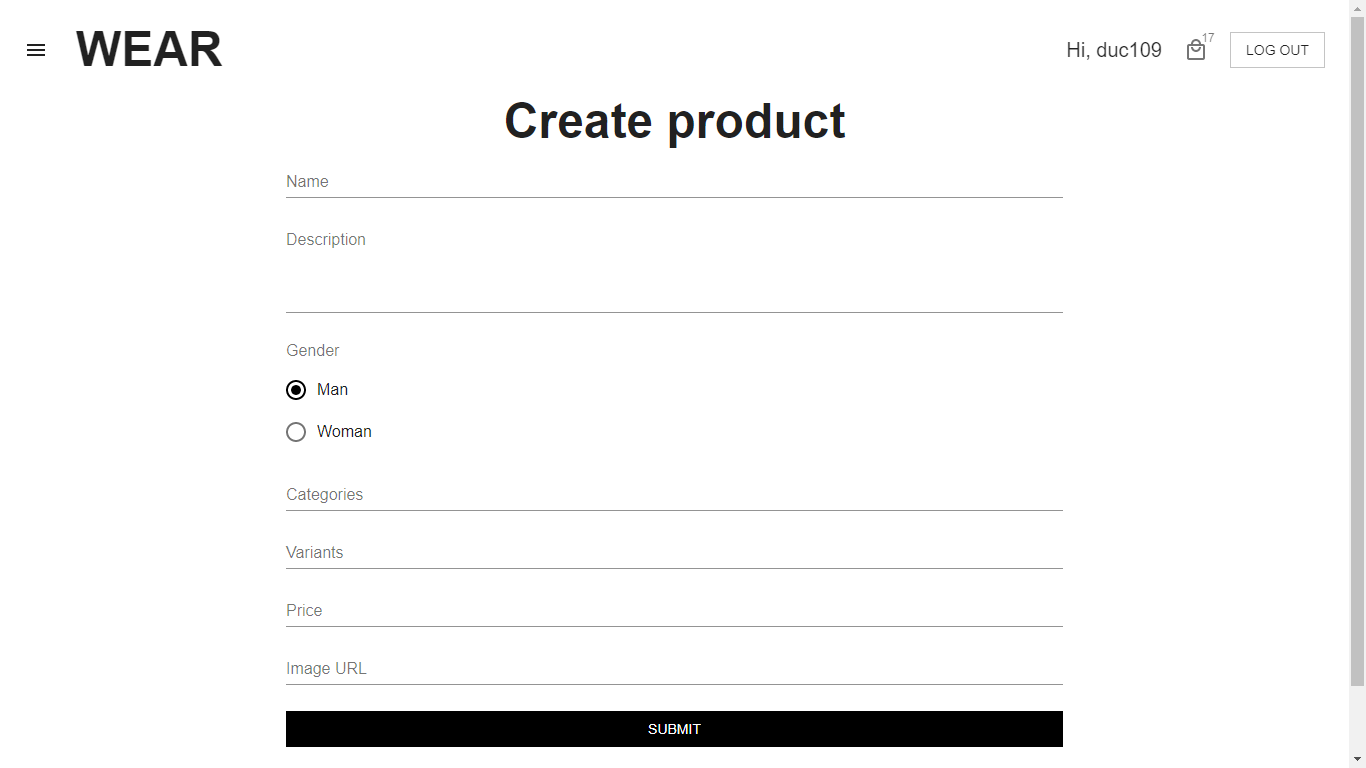 WEAR
Hi, duc109
17
LOG OUT
Create product
Name
Description
Gender
Man
Woman
Categories
Variants
Price
Image URL
SUBMIT